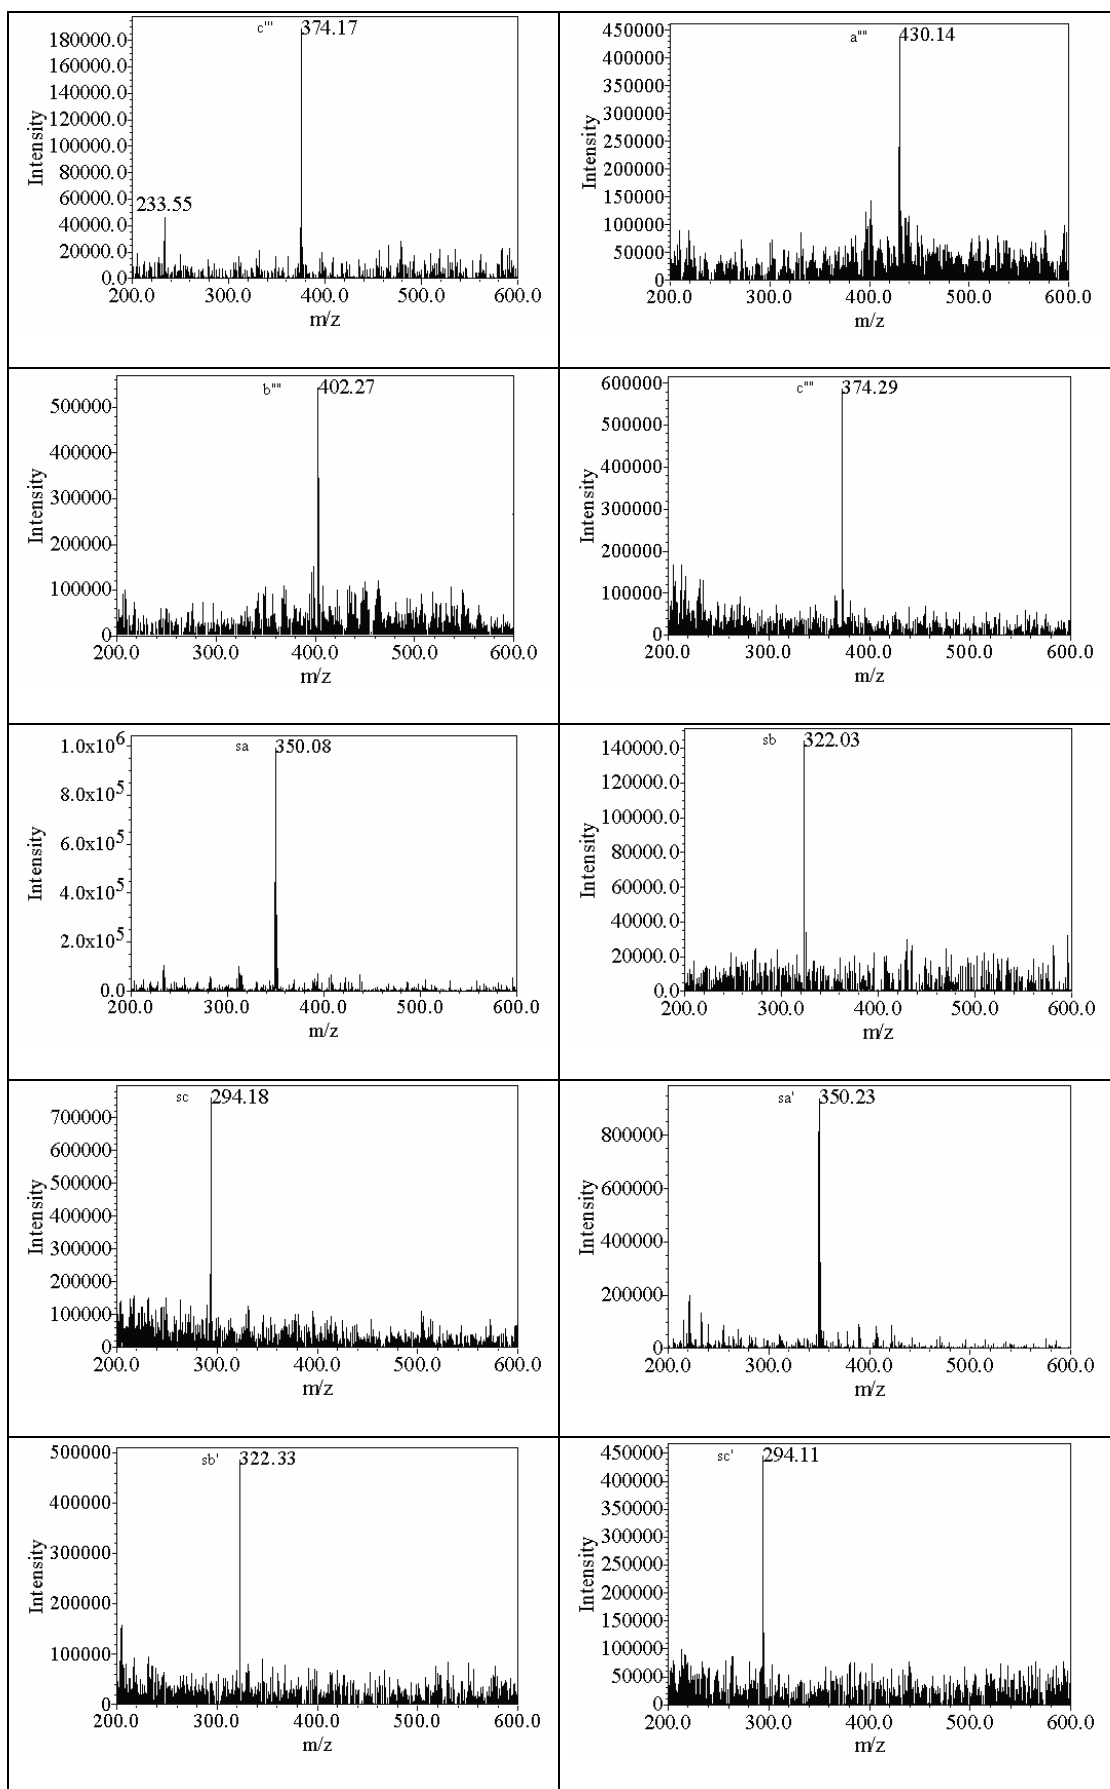 c''' 374.17
180000.0
160000.0
140000.0
120000.0
100000.0
80000.0
60000.0
40000.0
20000.0
0.0
233.55
Intensity
200.0 300.0 400.0 500.0 600.0
m/z
a'''' 430.14
450000
400000
350000
300000
250000
200000
150000
100000
50000
0
Intensity
200.0 300.0 400.0 500.0 600.0
m/z
b'''' 402.27
500000
400000
300000
200000
100000
0
Intensity
200.0 300.0 400.0 500.0 600.0
m/z
c'''' 374.29
600000
500000
400000
300000
200000
100000
0
Intensity
200.0 300.0 400.0 500.0 600.0
m/z
sa 350.08
1.0x10⁶
8.0x10⁵
6.0x10⁵
4.0x10⁵
2.0x10⁵
0.0
Intensity
200.0 300.0 400.0 500.0 600.0
m/z
sb 322.03
140000.0
120000.0
100000.0
80000.0
60000.0
40000.0
20000.0
0.0
Intensity
200.0 300.0 400.0 500.0 600.0
m/z
sc 294.18
700000
600000
500000
400000
300000
200000
100000
0
Intensity
200.0 300.0 400.0 500.0 600.0
m/z
sa' 350.23
800000
600000
400000
200000
0
Intensity
200.0 300.0 400.0 500.0 600.0
m/z
sb' 322.33
500000
400000
300000
200000
100000
0
Intensity
200.0 300.0 400.0 500.0 600.0
m/z
sc' 294.11
450000
400000
350000
300000
250000
200000
150000
100000
50000
0
Intensity
200.0 300.0 400.0 500.0 600.0
m/z